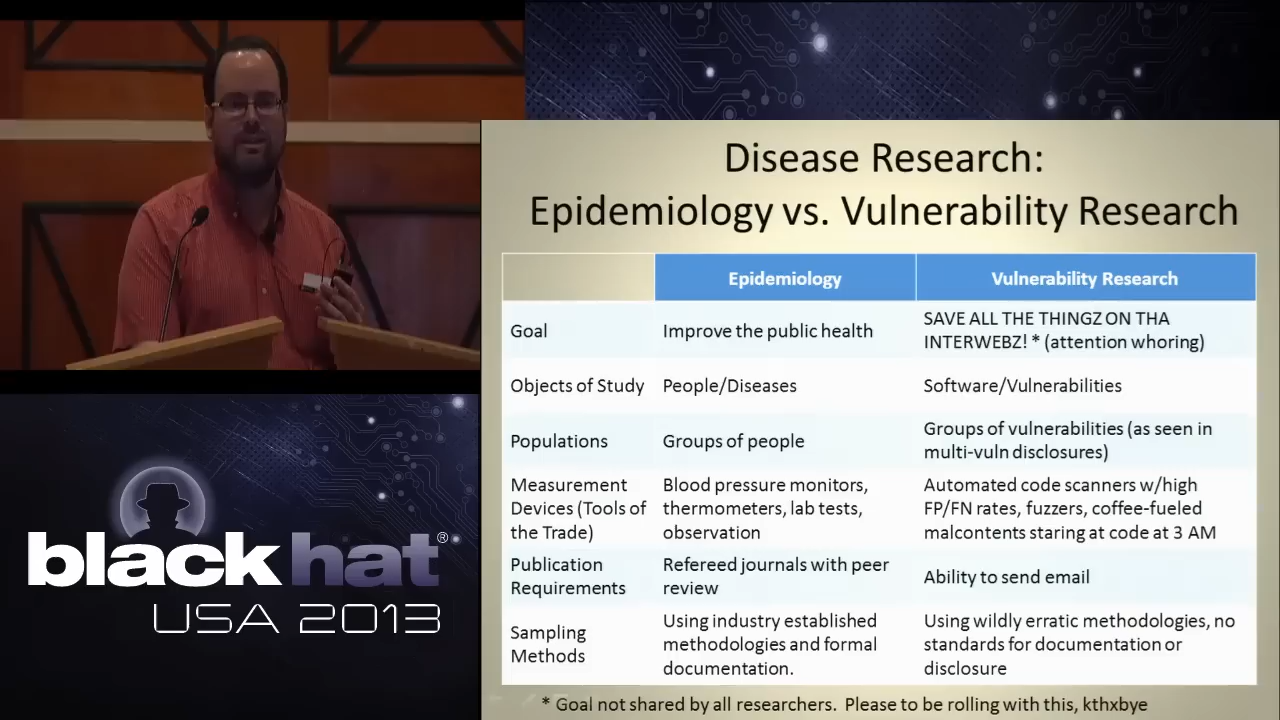 Disease Research:
Epidemiology vs. Vulnerability Research
Epidemiology
Vulnerability Research
Goal
Improve the public health
SAVE ALL THE THINGZ ON THA
INTERWEBZ! * (attention whoring)
Objects of Study
People/Diseases
Software/Vulnerabilities
Populations
Groups of people
Groups of vulnerabilities (as seen in
multi-vuln disclosures)
Measurement
Devices (Tools of
the Trade)
Blood pressure monitors,
thermometers, lab tests,
observation
Automated code scanners w/high
FP/FN rates, fuzzers, coffee-fueled
malcontents staring at code at 3 AM
Publication
Requirements
Refereed journals with peer
review
Ability to send email
Sampling
Methods
Using industry established
methodologies and formal
documentation.
Using wildly erratic methodologies, no
standards for documentation or
disclosure
* Goal not shared by all researchers. Please to be rolling with this, kthxbye
blackhat®
USA 2013